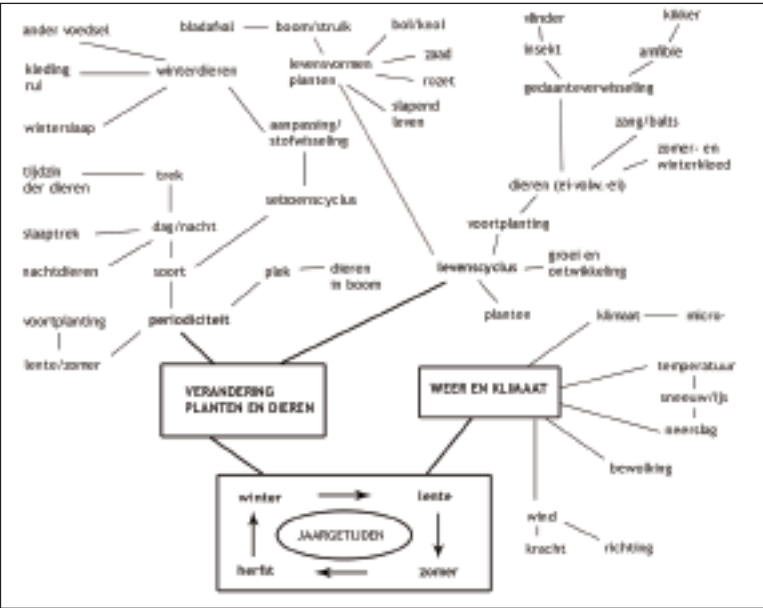 ander voedsel
bladafval
boom/struik
bol/knol
vlinder
kikker
kleding
rui
winterdieren
levensvormen
planten
zaad
rozet
insekt
amfibie
gedaanteverwisseling
slapend
leven
winterslaap
aanpassing/
stofwisseling
zang/balts
zomer- en
winterkleed
tijdzin
der dieren
trek
dieren (ei-volw.-ei)
seizoenscyclus
slaaptrek
dag/nacht
voortplanting
nachtdieren
soort
plek
dieren
in boom
levenscyclus
groei en
ontwikkeling
voortplanting
periodiciteit
planten
klimaat
micro-
lente/zomer
VERANDERING
PLANTEN EN DIEREN
WEER EN KLIMAAT
temperatuur
sneeuw/ijs
neerslag
bewolking
winter
lente
JAARGETIJDEN
herfst
zomer
wind
kracht
richting